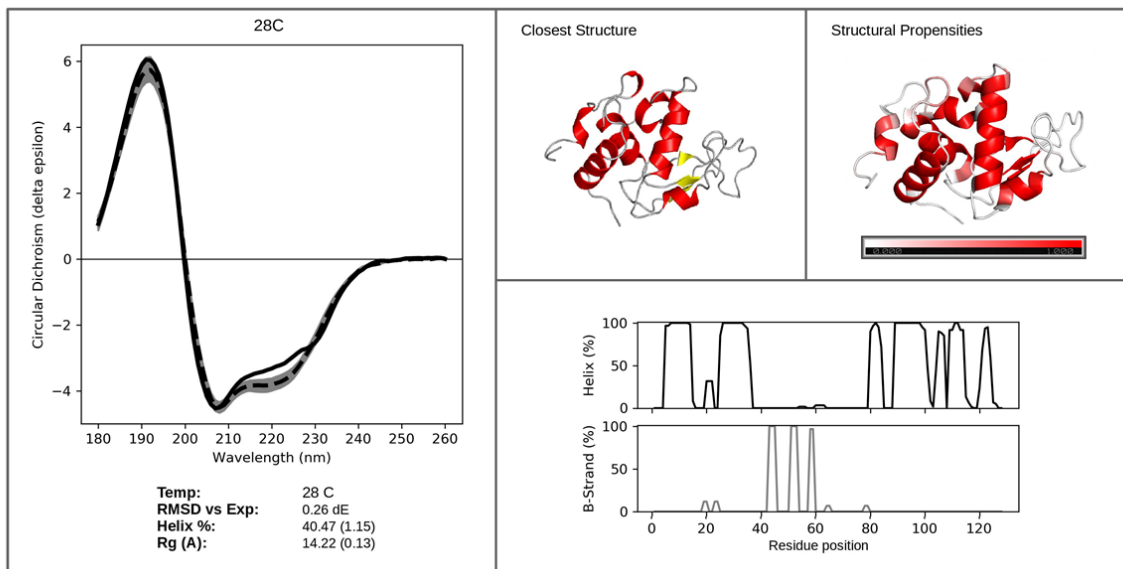 28C
6
4
2
0
−2
−4
Circular Dichroism (delta epsilon)
180 190 200 210 220 230 240 250 260
Wavelength (nm)
Temp: 28 C
RMSD vs Exp: 0.26 dE
Helix %: 40.47 (1.15)
Rg (A): 14.22 (0.13)
Closest Structure
Structural Propensities
0.000 1.000
100
50
0
Helix (%)
100
50
0
B-Strand (%)
0 20 40 60 80 100 120
Residue position